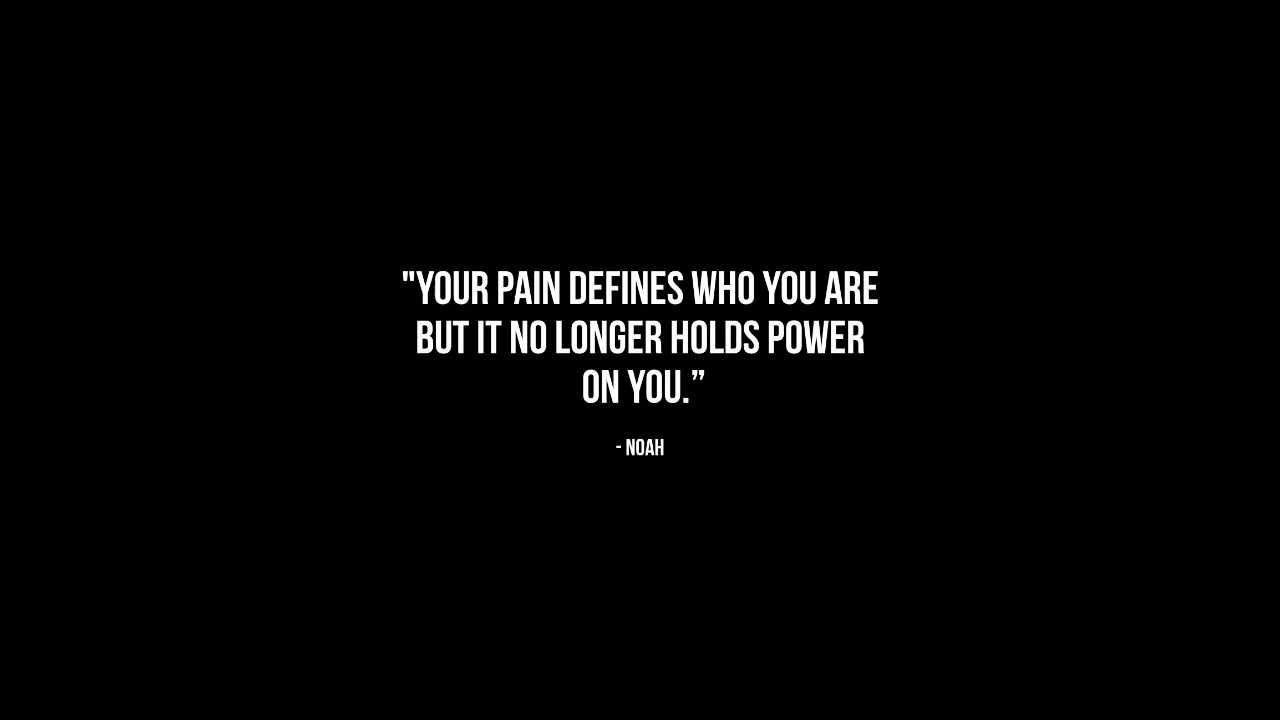 "YOUR PAIN DEFINES WHO YOU ARE
BUT IT NO LONGER HOLDS POWER
ON YOU.”
- NOAH